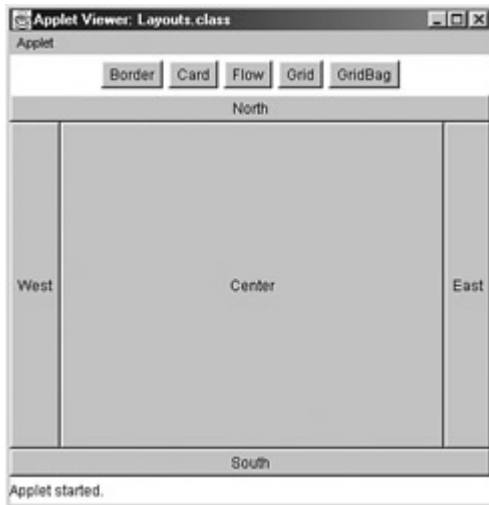 Applet Viewer: Layouts.class
Applet
Border Card Flow Grid GridBag
North
West Center East
South
Applet started.